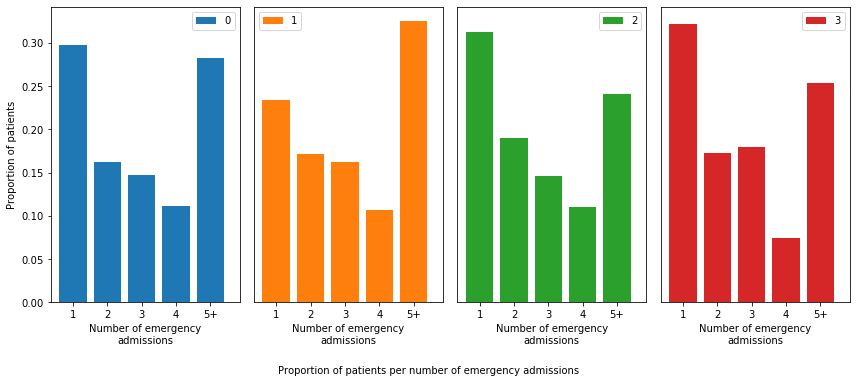 0
1
2
3
Proportion of patients
0.30
0.25
0.20
0.15
0.10
0.05
0.00
1 2 3 4 5+
1 2 3 4 5+
1 2 3 4 5+
1 2 3 4 5+
Number of emergency
admissions
Number of emergency
admissions
Number of emergency
admissions
Number of emergency
admissions
Proportion of patients per number of emergency admissions